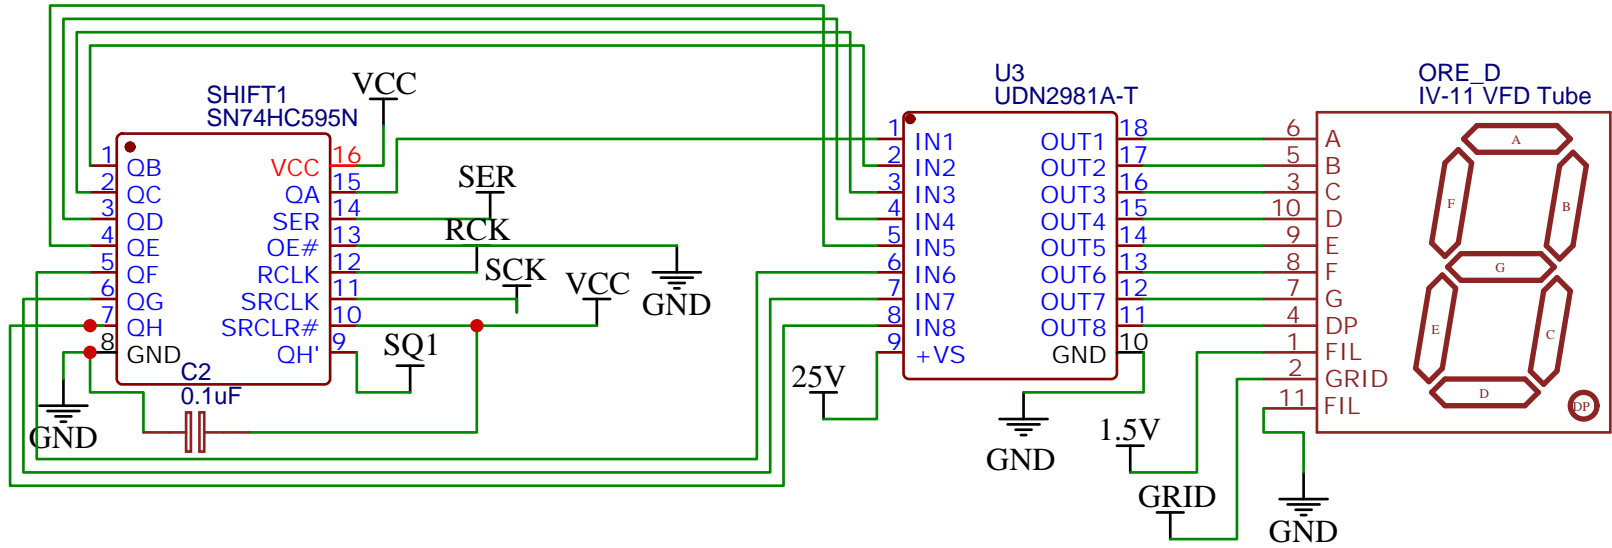 SHIFT1
SN74HC595N
VCC
1 QB
2 QC
3 QD
4 QE
5 QF
6 QG
7 QH
8 GND
VCC 16
QA 15
SER 14
OE# 13
RCLK 12
SRCLK 11
SRCLR# 10
QH' 9
SER
RCK
SCK
VCC
GND
SQ1
C2
0.1uF
GND
U3
UDN2981A-T
1 IN1
2 IN2
3 IN3
4 IN4
5 IN5
6 IN6
7 IN7
8 IN8
9 +VS
OUT1 18
OUT2 17
OUT3 16
OUT4 15
OUT5 14
OUT6 13
OUT7 12
OUT8 11
GND 10
25V
GND
1.5V
GRID
ORE_D
IV-11 VFD Tube
6 A
5 B
3 C
10 D
9 E
8 F
7 G
4 DP
1 FIL
2 GRID
11 FIL
A
F
B
G
E
C
D
DP
GND